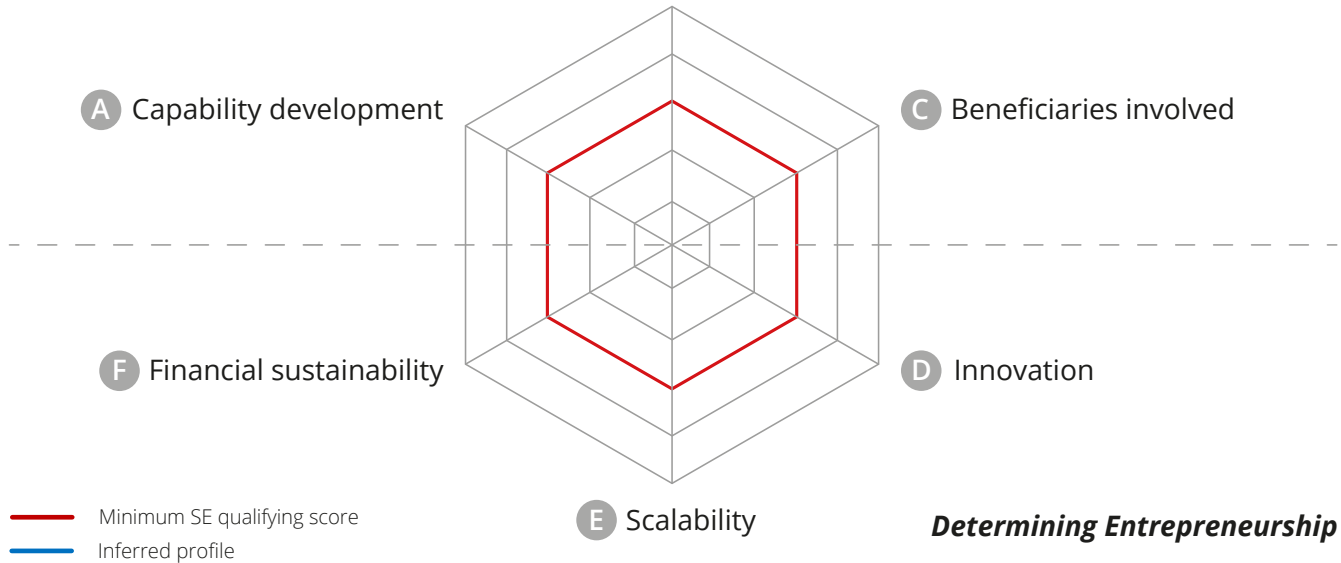 A Capability development
C Beneficiaries involved
F Financial sustainability
D Innovation
E Scalability
Determining Entrepreneurship
Minimum SE qualifying score
Inferred profile